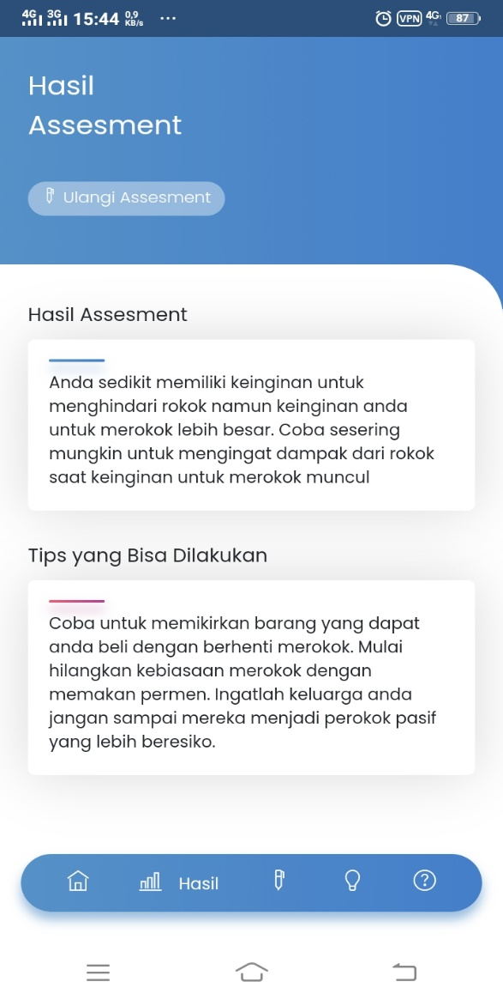 4G 3G 15:44 0,9 KB/s ... VPN 4G 87
Hasil
Assesment
Ulangi Assesment
Hasil Assesment
Anda sedikit memiliki keinginan untuk
menghindari rokok namun keinginan anda
untuk merokok lebih besar. Coba sesering
mungkin untuk mengingat dampak dari rokok
saat keinginan untuk merokok muncul
Tips yang Bisa Dilakukan
Coba untuk memikirkan barang yang dapat
anda beli dengan berhenti merokok. Mulai
hilangkan kebiasaan merokok dengan
memakan permen. Ingatlah keluarga anda
jangan sampai mereka menjadi perokok pasif
yang lebih beresiko.
Hasil